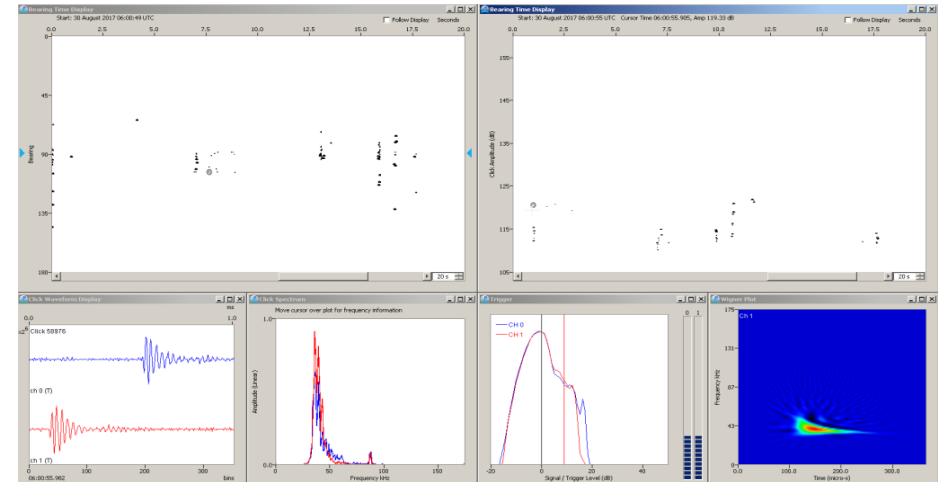 Bearing Time Display
Start: 30 August 2017 06:00:49 UTC
Follow Display Seconds
0.0 2.5 5.0 7.5 10.0 12.5 15.0 17.5 20.0
0
45
90
135
180
Bearing
20 s
Bearing Time Display
Start: 30 August 2017 06:00:55 UTC Cursor Time 06:00:55.905, Amp 119.33 dB
Follow Display Seconds
0.0 2.5 5.0 7.5 10.0 12.5 15.0 17.5 20.0
155
145
135
125
115
105
Click Amplitude (dB)
20 s
Click Waveform Display
ms
0.0 1.0
Click 58976
ch 0 (T)
ch 1 (T)
0 100 200 300
06:00:55.962 bins
Click Spectrum
Move cursor over plot for frequency information
1.0
Amplitude (Linear)
0.0
0 50 100 150
Frequency kHz
Trigger
CH 0
CH 1
0 1
-20 0 20 40
Signal / Trigger Level (dB)
Wigner Plot
Ch 1
175
131
87
43
0
Frequency kHz
0.0 100.0 200.0 300.0
Time (micro-s)